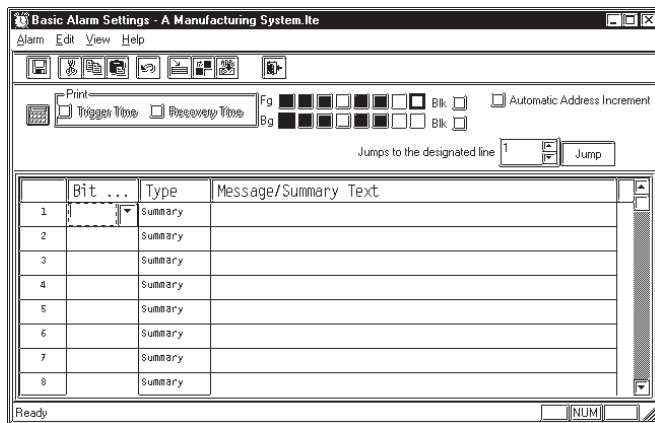 Basic Alarm Settings - A Manufacturing System.lte
Alarm Edit View Help
Print
Trigger Time Recovery Time
Fg Blk
Bg Blk
Automatic Address Increment
Jumps to the designated line 1 Jump
Bit ... Type Message/Summary Text
1 Summary
2 Summary
3 Summary
4 Summary
5 Summary
6 Summary
7 Summary
8 Summary
Ready NUM